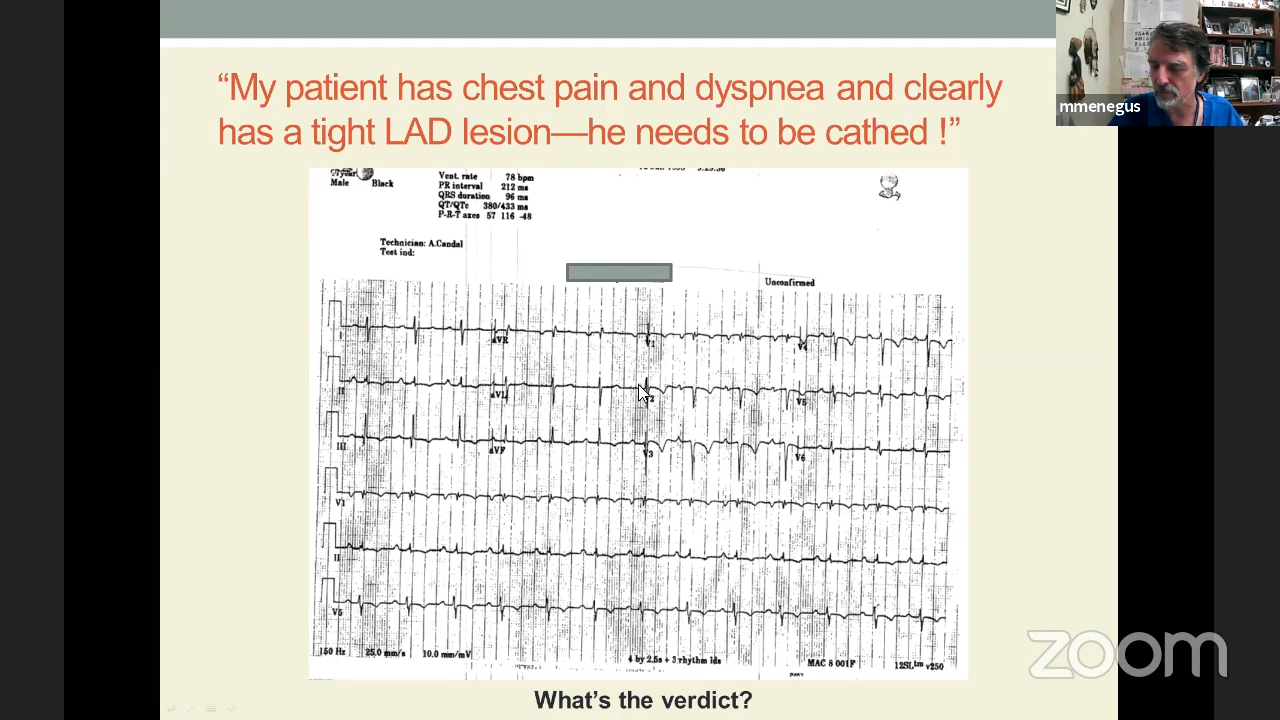 “My patient has chest pain and dyspnea and clearly
has a tight LAD lesion—he needs to be cathed !”
mmenegus
Male Black
Vent. rate 78 bpm
PR interval 212 ms
QRS duration 96 ms
QT/QTc 380/433 ms
P-R-T axes 57 116 -48
Technician: A.Candal
Test ind:
Unconfirmed
I aVR V1 V4
II aVL V2 V5
III aVF V3 V6
V1
II
V5
150 Hz 25.0 mm/s 10.0 mm/mV 4 by 2.5s + 3 rhythm lds MAC 8 001F 12SLtm v250
zoom
What’s the verdict?